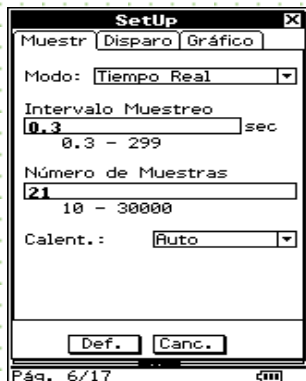 SetUp
Muestr Disparo Gráfico
Modo: Tiempo Real
Intervalo Muestreo
0.3 sec
0.3 - 299
Número de Muestras
21
10 - 30000
Calent.: Auto
Def. Canc.
Pág. 6/17